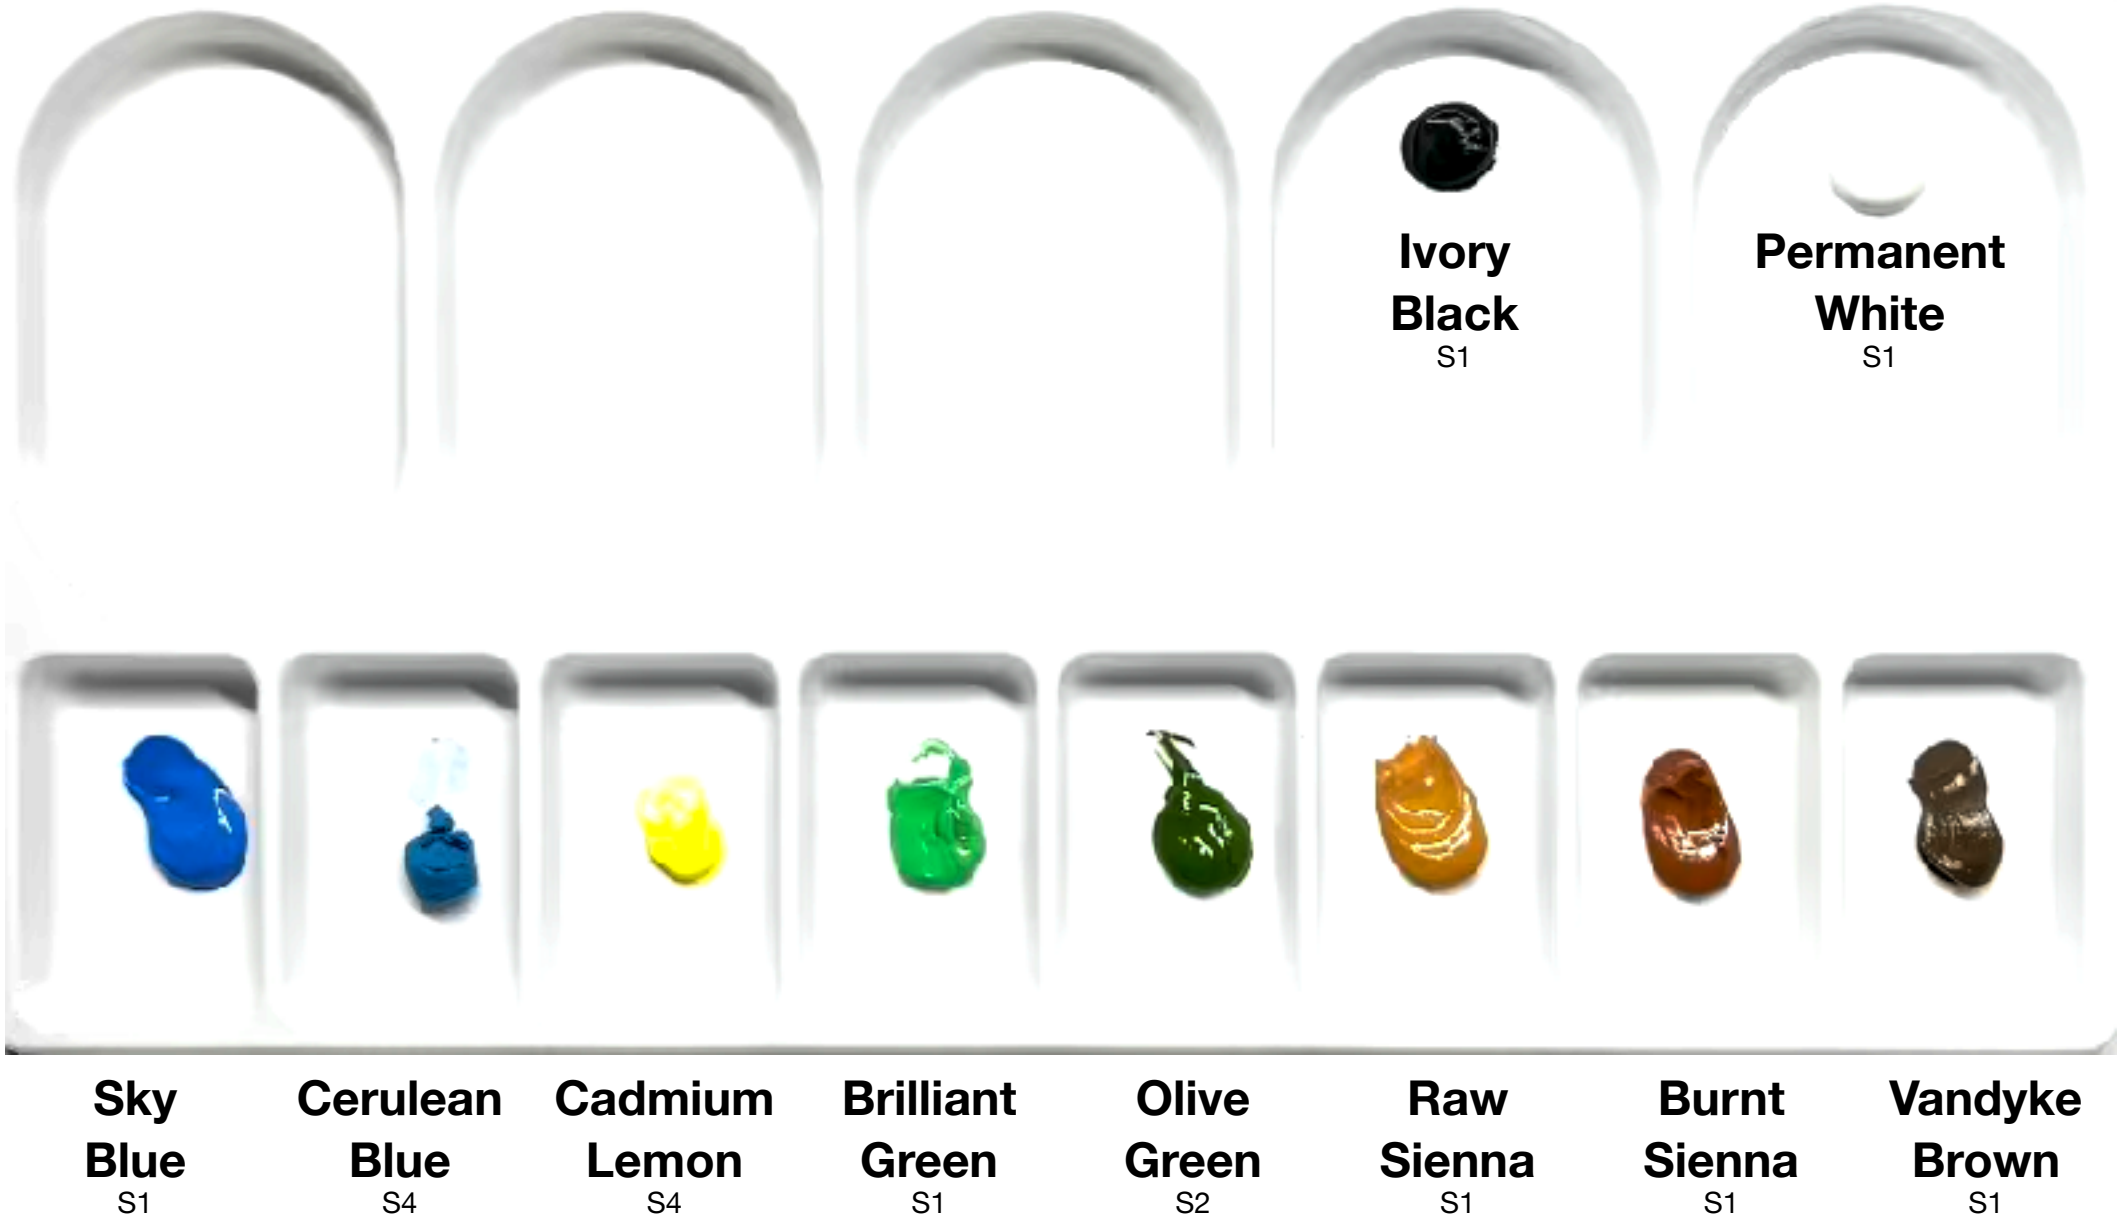 Ivory
Black
S1
Permanent
White
S1
Sky
Blue
S1
Cerulean
Blue
S4
Cadmium
Lemon
S4
Brilliant
Green
S1
Olive
Green
S2
Raw
Sienna
S1
Burnt
Sienna
S1
Vandyke
Brown
S1